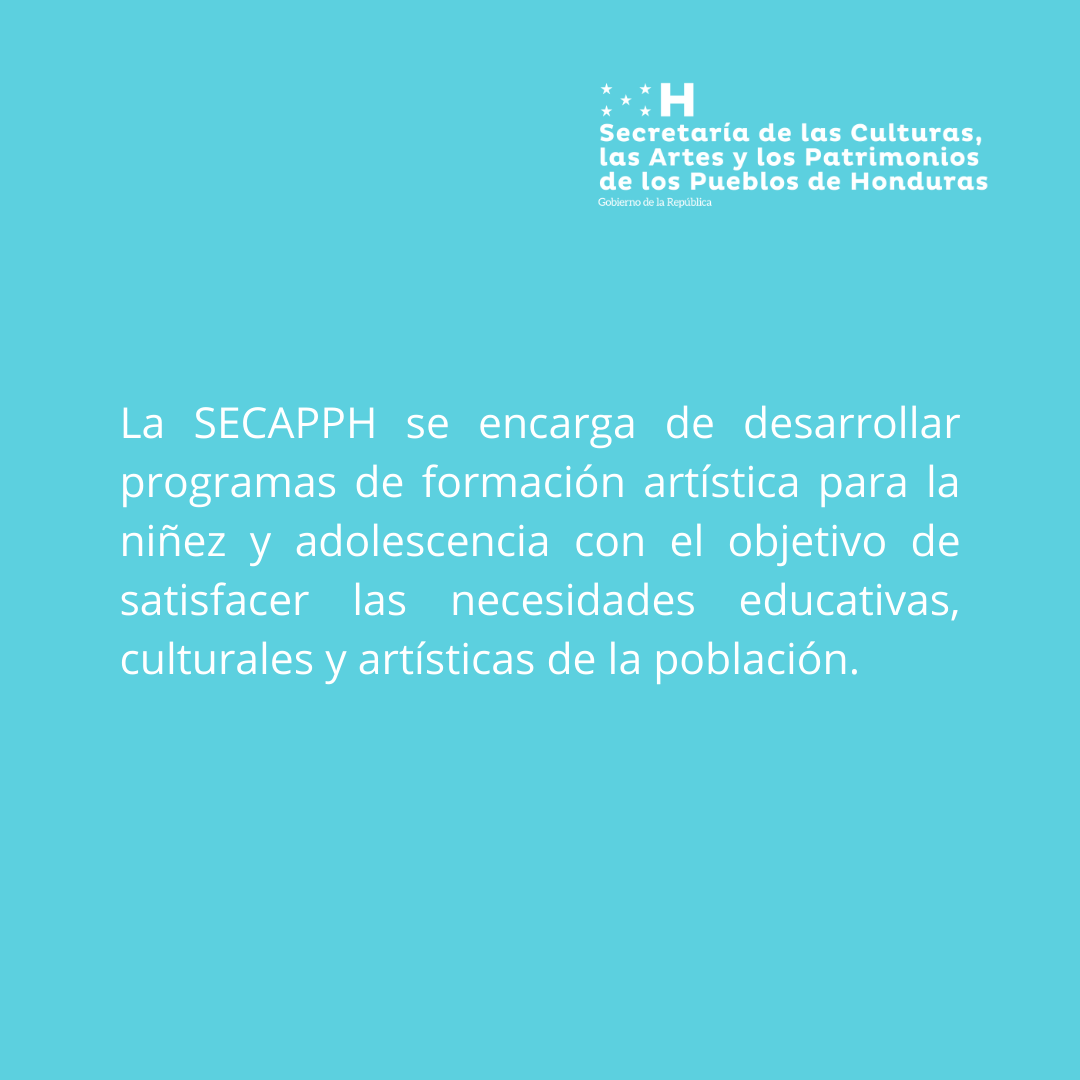 H
Secretaría de las Culturas,
las Artes y los Patrimonios
de los Pueblos de Honduras
Gobierno de la República
La SECAPPH se encarga de desarrollar
programas de formación artística para la
niñez y adolescencia con el objetivo de
satisfacer las necesidades educativas,
culturales y artísticas de la población.